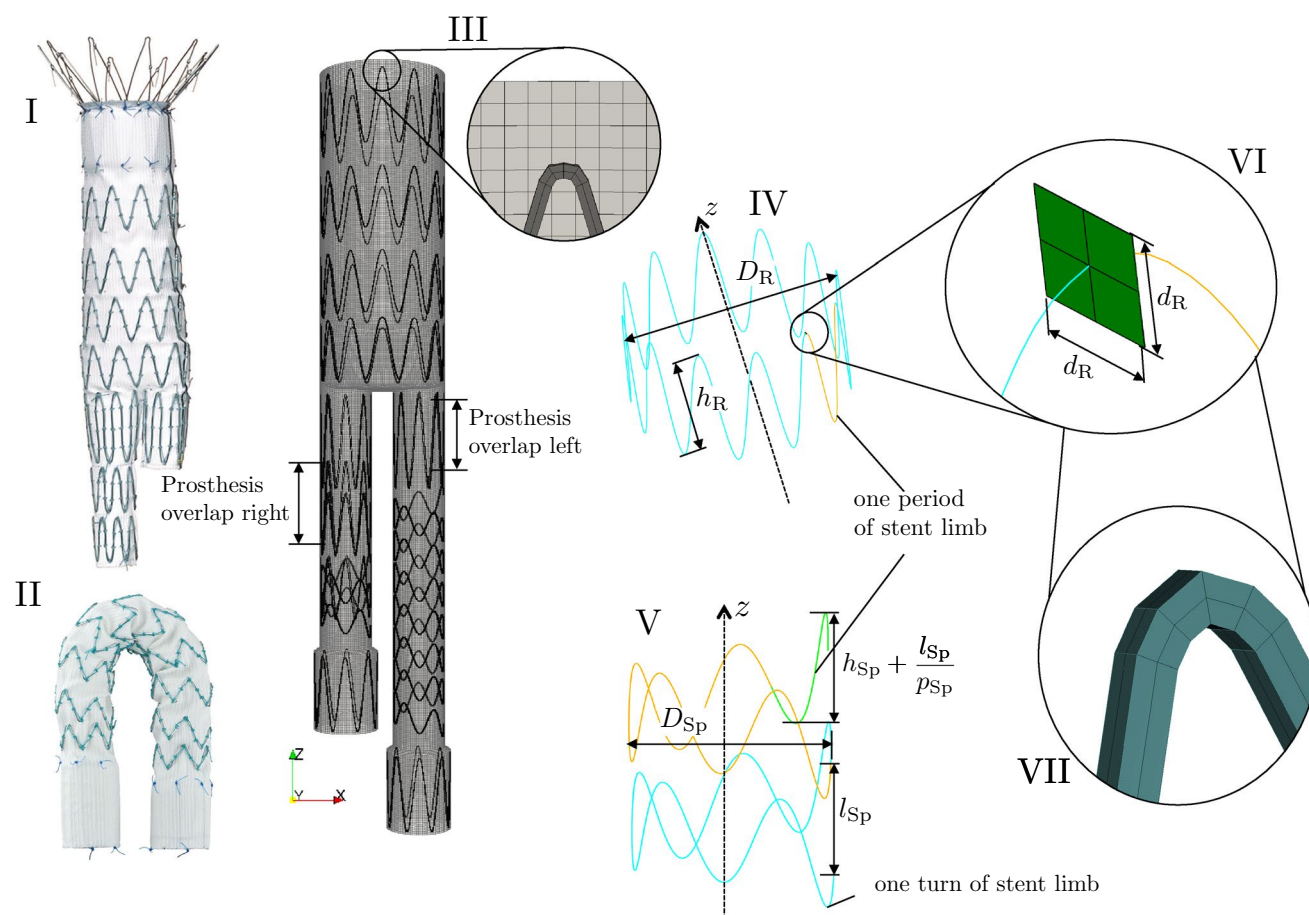 III
I
VI
IV
z
D_R
d_R
d_R
h_R
Prosthesis
overlap left
Prosthesis
overlap right
one period
of stent limb
II
V
z
h_Sp + l_Sp/p_Sp
D_Sp
Z
Y
X
VII
l_Sp
one turn of stent limb